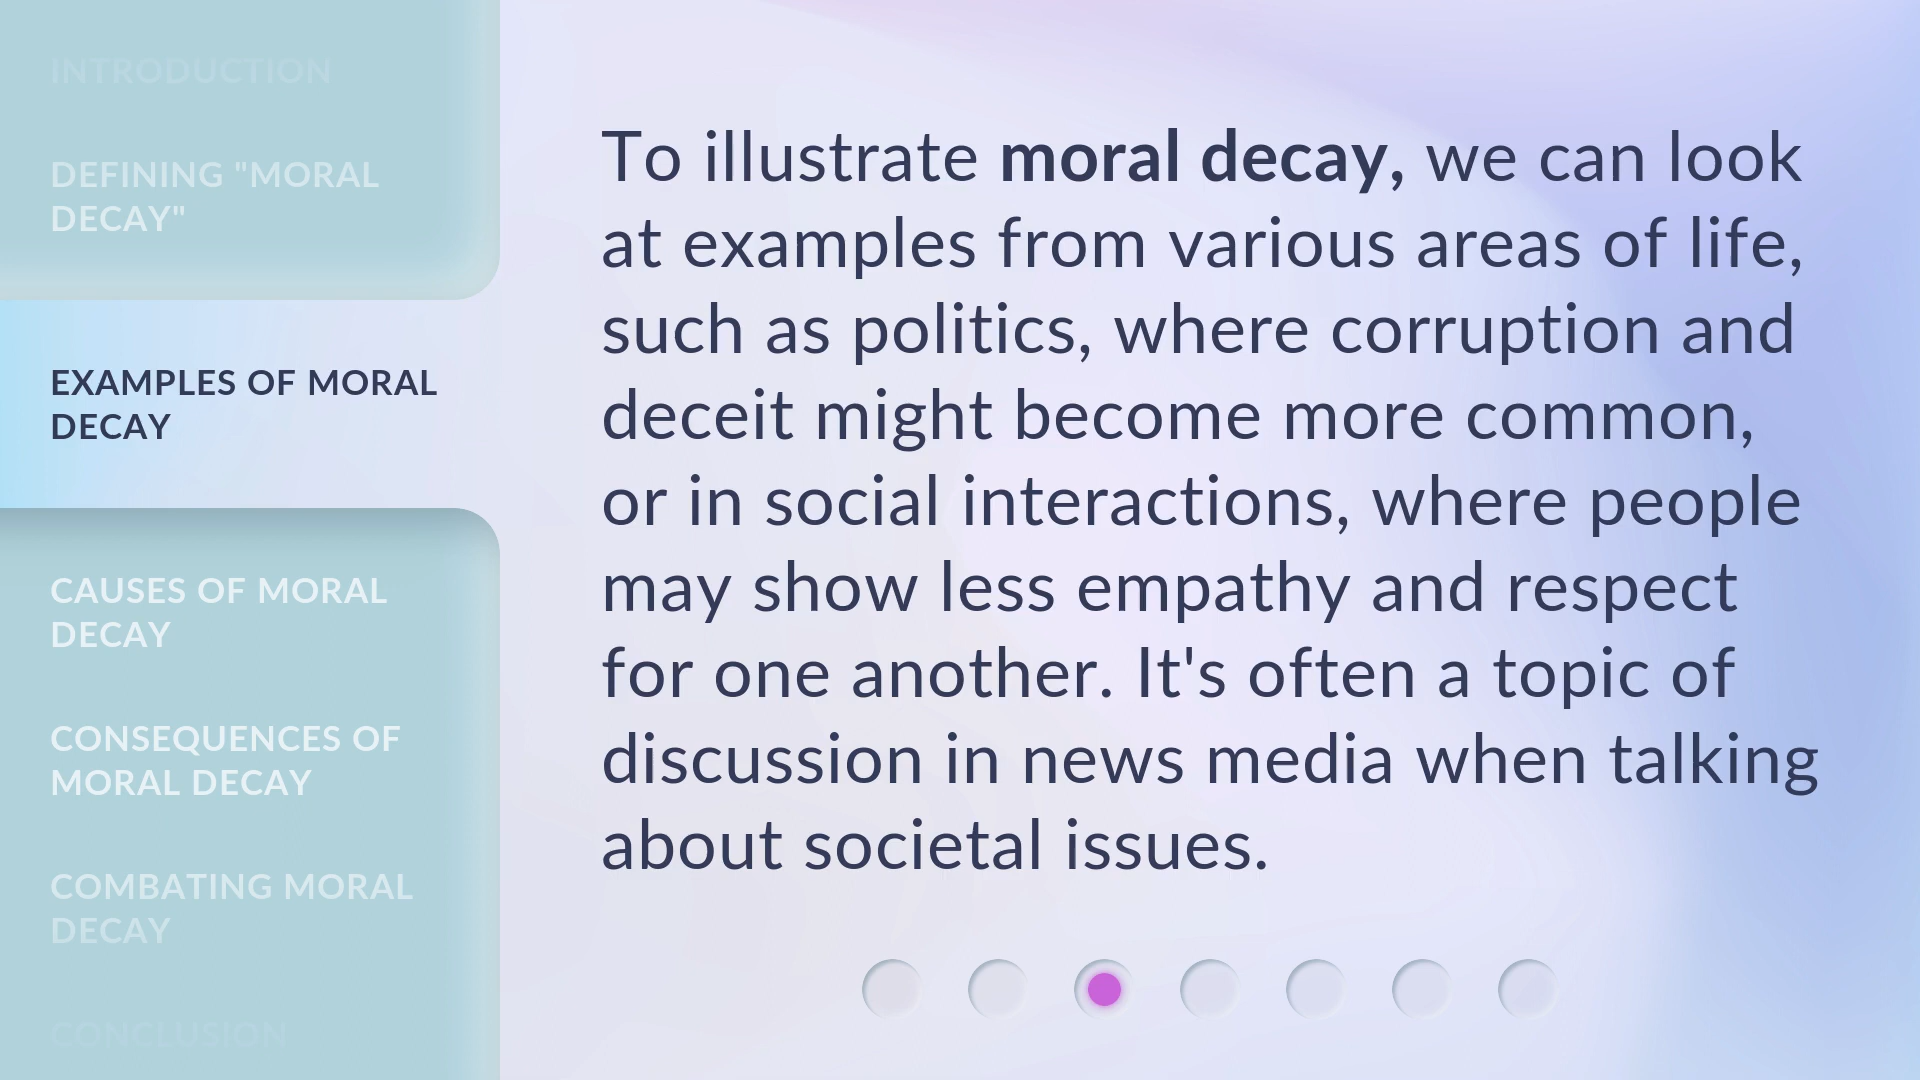 INTRODUCTION
DEFINING "MORAL
DECAY"
EXAMPLES OF MORAL
DECAY
CAUSES OF MORAL
DECAY
CONSEQUENCES OF
MORAL DECAY
COMBATING MORAL
DECAY
CONCLUSION
To illustrate moral decay, we can look
at examples from various areas of life,
such as politics, where corruption and
deceit might become more common,
or in social interactions, where people
may show less empathy and respect
for one another. It's often a topic of
discussion in news media when talking
about societal issues.